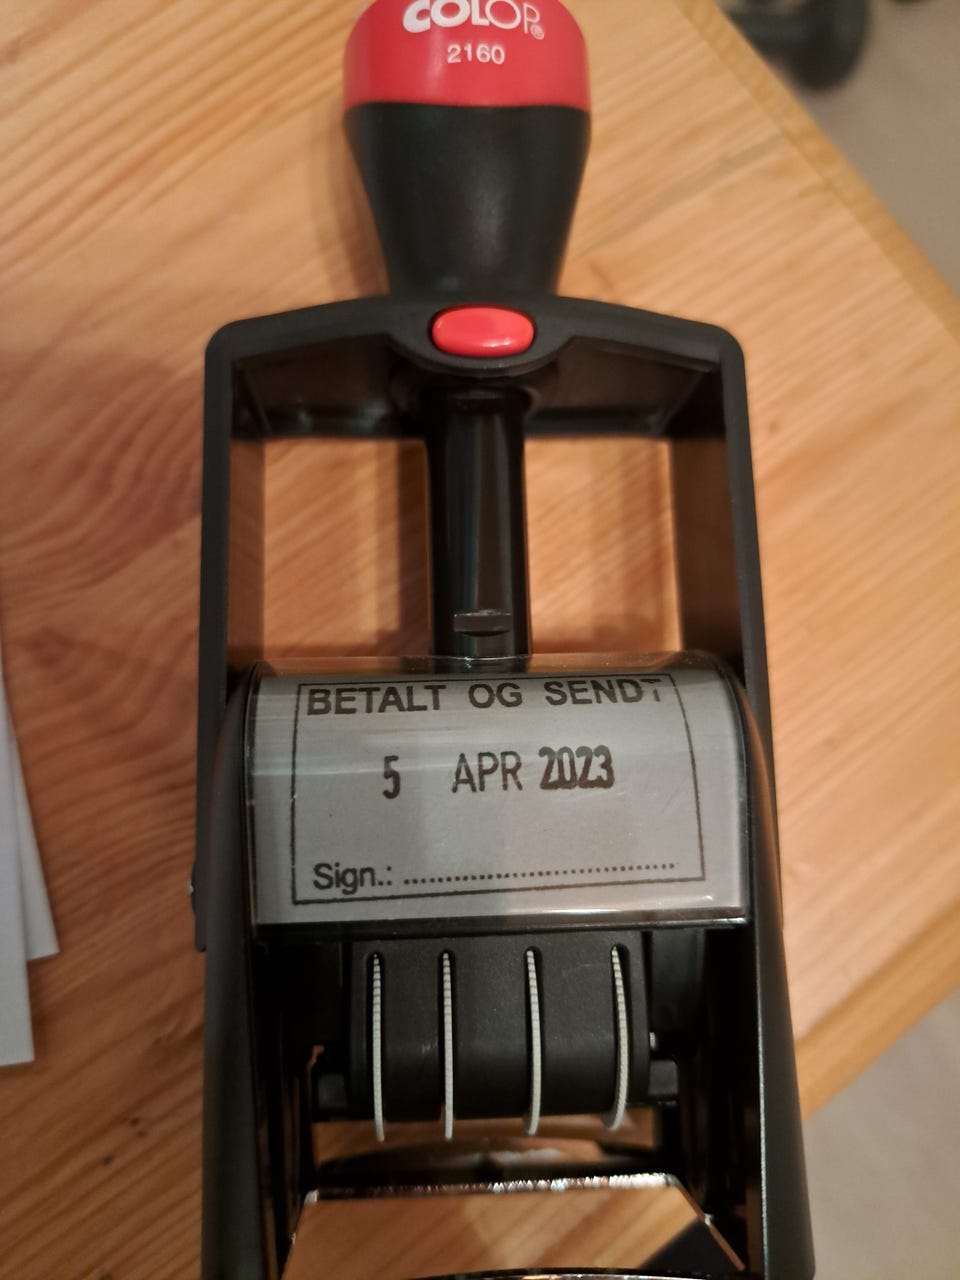 COLOP®
2160
BETALT OG SENDT
5 APR 2023
Sign.: ........................................